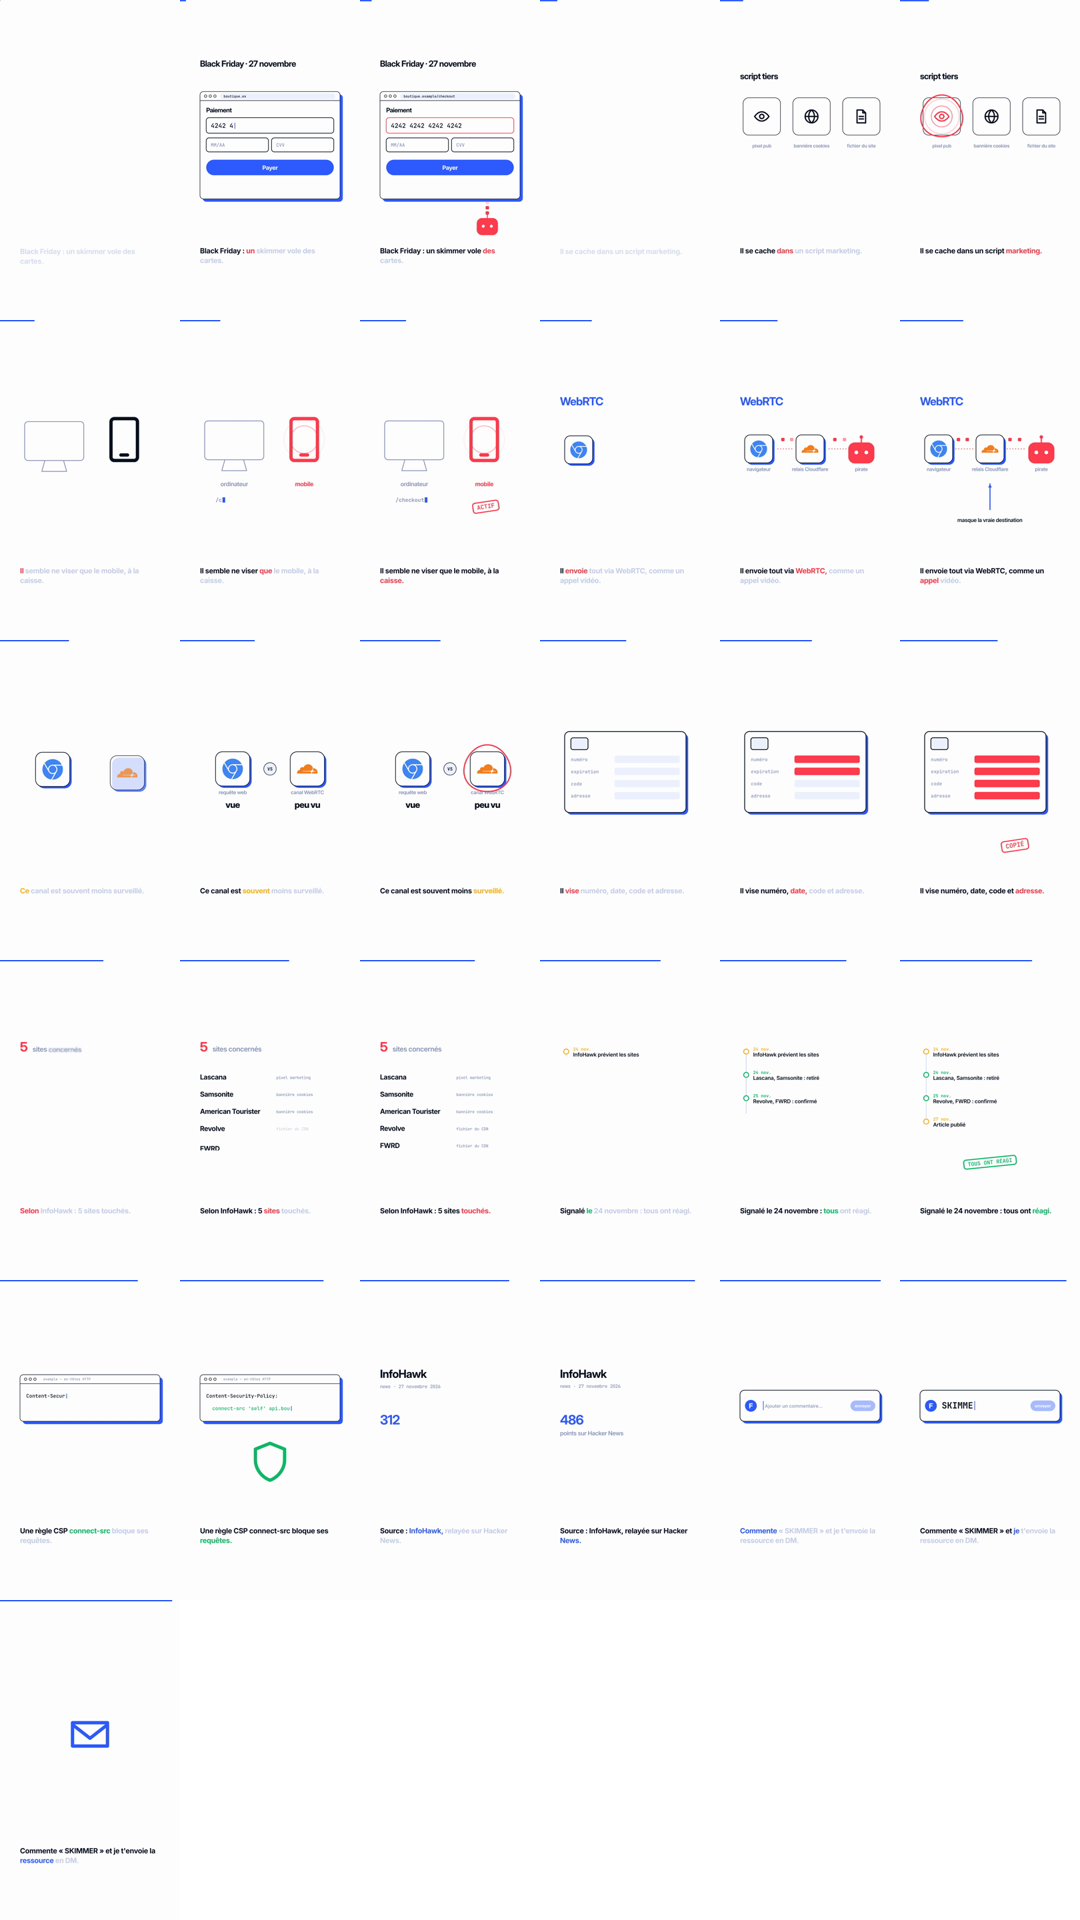 Black Friday : un skimmer vole des
cartes.
Black Friday · 27 novembre
Paiement
4242 4
MM/AA
CVV
Payer
Black Friday : un skimmer vole des
cartes.
Black Friday · 27 novembre
boutique.example/checkout
Paiement
4242 4242 4242 4242
MM/AA
CVV
Payer
Black Friday : un skimmer vole des
cartes.
Il se cache dans un script marketing.
script tiers
pixel pub
bannière cookies
fichier du site
Il se cache dans un script marketing.
script tiers
pixel pub
bannière cookies
fichier du site
Il se cache dans un script marketing.
Il semble ne viser que le mobile, à la
caisse.
ordinateur
mobile
/c
Il semble ne viser que le mobile, à la
caisse.
ordinateur
mobile
/checkout
ACTIF
Il semble ne viser que le mobile, à la
caisse.
WebRTC
Il envoie tout via WebRTC, comme un
appel vidéo.
WebRTC
navigateur
relais Cloudflare
pirate
Il envoie tout via WebRTC, comme un
appel vidéo.
WebRTC
navigateur
relais Cloudflare
pirate
masque la vraie destination
Il envoie tout via WebRTC, comme un
appel vidéo.
Ce canal est souvent moins surveillé.
VS
requête web
canal WebRTC
vue
peu vu
Ce canal est souvent moins surveillé.
VS
requête web
canal WebRTC
vue
peu vu
Ce canal est souvent moins surveillé.
numéro
expiration
code
adresse
Il vise numéro, date, code et adresse.
numéro
expiration
code
adresse
Il vise numéro, date, code et adresse.
numéro
expiration
code
adresse
COPIÉ
Il vise numéro, date, code et adresse.
5 sites concernés
Selon InfoHawk : 5 sites touchés.
5 sites concernés
Lascana pixel marketing
Samsonite bannière cookies
American Tourister bannière cookies
Revolve fichier du CDN
FWRD
Selon InfoHawk : 5 sites touchés.
5 sites concernés
Lascana pixel marketing
Samsonite bannière cookies
American Tourister bannière cookies
Revolve fichier du CDN
FWRD fichier du CDN
Selon InfoHawk : 5 sites touchés.
24 nov.
InfoHawk prévient les sites
Signalé le 24 novembre : tous ont réagi.
24 nov.
InfoHawk prévient les sites
24 nov.
Lascana, Samsonite : retiré
25 nov.
Revolve, FWRD : confirmé
Signalé le 24 novembre : tous ont réagi.
24 nov.
InfoHawk prévient les sites
24 nov.
Lascana, Samsonite : retiré
25 nov.
Revolve, FWRD : confirmé
27 nov.
Article publié
TOUS ONT RÉAGI
Signalé le 24 novembre : tous ont réagi.
Content-Secur
Une règle CSP connect-src bloque ses
requêtes.
Content-Security-Policy:
connect-src 'self' api.bou
Une règle CSP connect-src bloque ses
requêtes.
InfoHawk
news · 27 novembre 2026
312
Source : InfoHawk, relayée sur Hacker
News.
InfoHawk
news · 27 novembre 2026
486
points sur Hacker News
Source : InfoHawk, relayée sur Hacker
News.
F
Ajouter un commentaire...
Commente « SKIMMER » et je t'envoie la
ressource en DM.
F
SKIMME
Commente « SKIMMER » et je t'envoie la
ressource en DM.
Commente « SKIMMER » et je t'envoie la
ressource en DM.